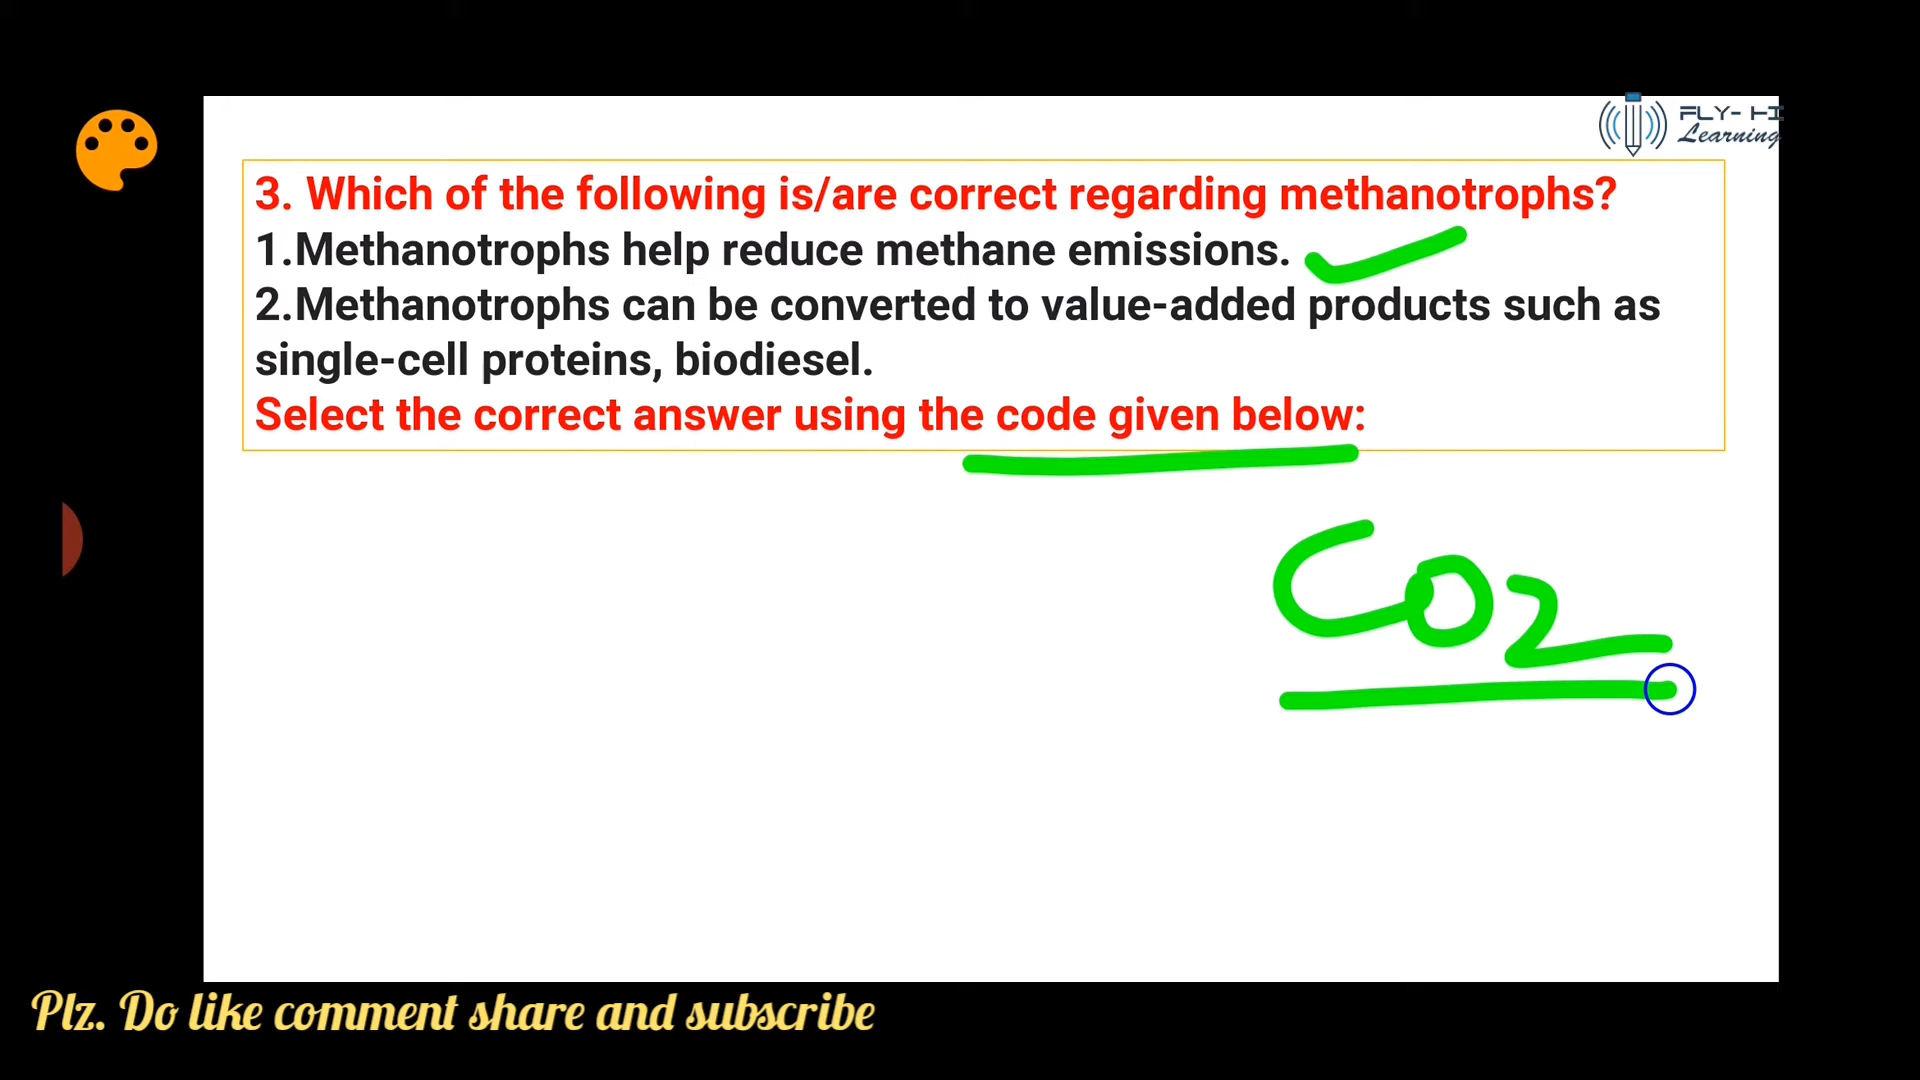 FLY-HI
Learning
3. Which of the following is/are correct regarding methanotrophs?
1.Methanotrophs help reduce methane emissions.
2.Methanotrophs can be converted to value-added products such as
single-cell proteins, biodiesel.
Select the correct answer using the code given below:
CO2
Plz. Do like comment share and subscribe